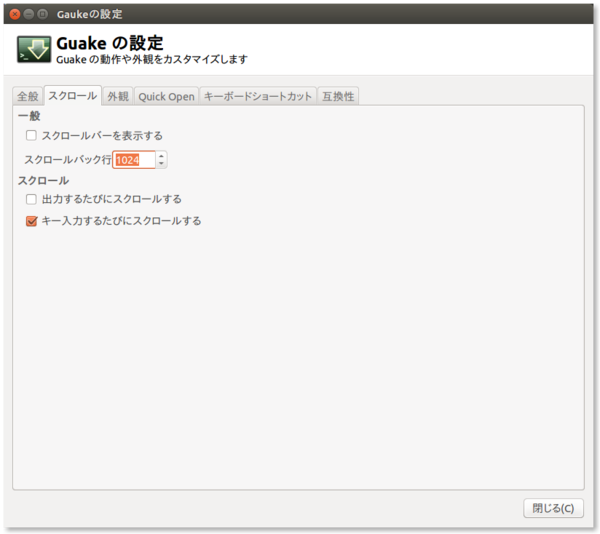 Gaukeの設定
Guake の設定
Guake の動作や外観をカスタマイズします
全般 スクロール 外観 Quick Open キーボードショートカット 互換性
一般
スクロールバーを表示する
スクロールバック行 1024
スクロール
出力するたびにスクロールする
キー入力するたびにスクロールする
閉じる(C)